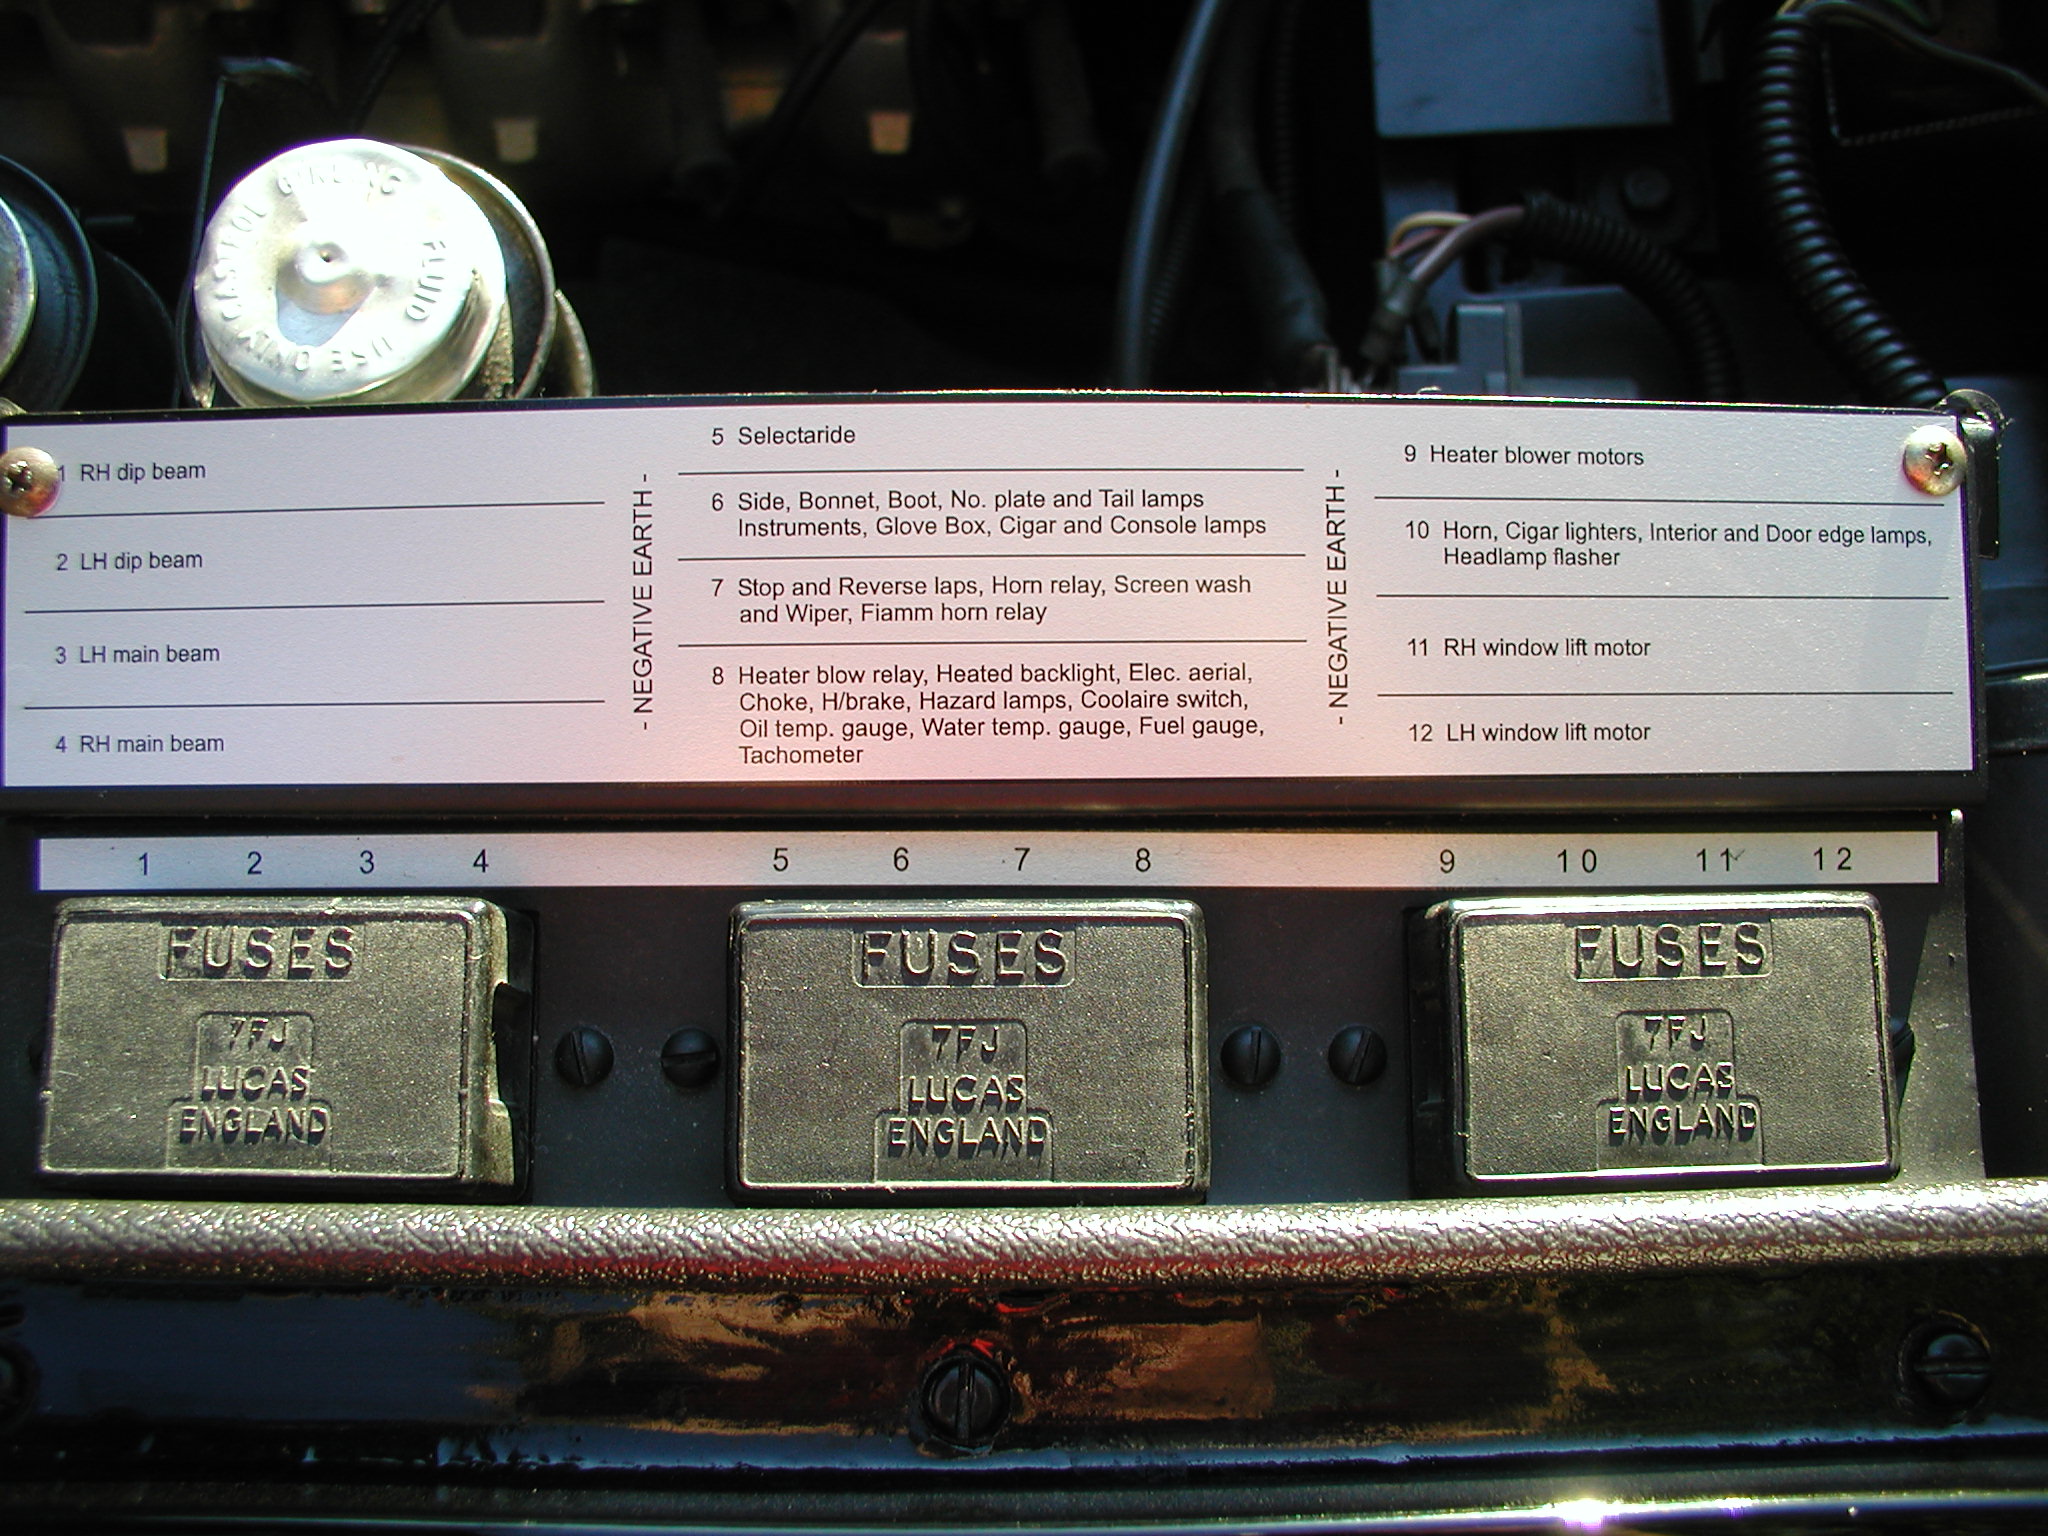 CASTROL GIRLING FLUID
USE ONLY
1 RH dip beam
2 LH dip beam
3 LH main beam
4 RH main beam
- NEGATIVE EARTH -
5 Selectaride
6 Side, Bonnet, Boot, No. plate and Tail lamps
Instruments, Glove Box, Cigar and Console lamps
7 Stop and Reverse laps, Horn relay, Screen wash
and Wiper, Fiamm horn relay
8 Heater blow relay, Heated backlight, Elec. aerial,
Choke, H/brake, Hazard lamps, Coolaire switch,
Oil temp. gauge, Water temp. gauge, Fuel gauge,
Tachometer
- NEGATIVE EARTH -
9 Heater blower motors
10 Horn, Cigar lighters, Interior and Door edge lamps,
Headlamp flasher
11 RH window lift motor
12 LH window lift motor
1 2 3 4 5 6 7 8 9 10 11 12
FUSES
7FJ
LUCAS
ENGLAND
FUSES
7FJ
LUCAS
ENGLAND
FUSES
7FJ
LUCAS
ENGLAND